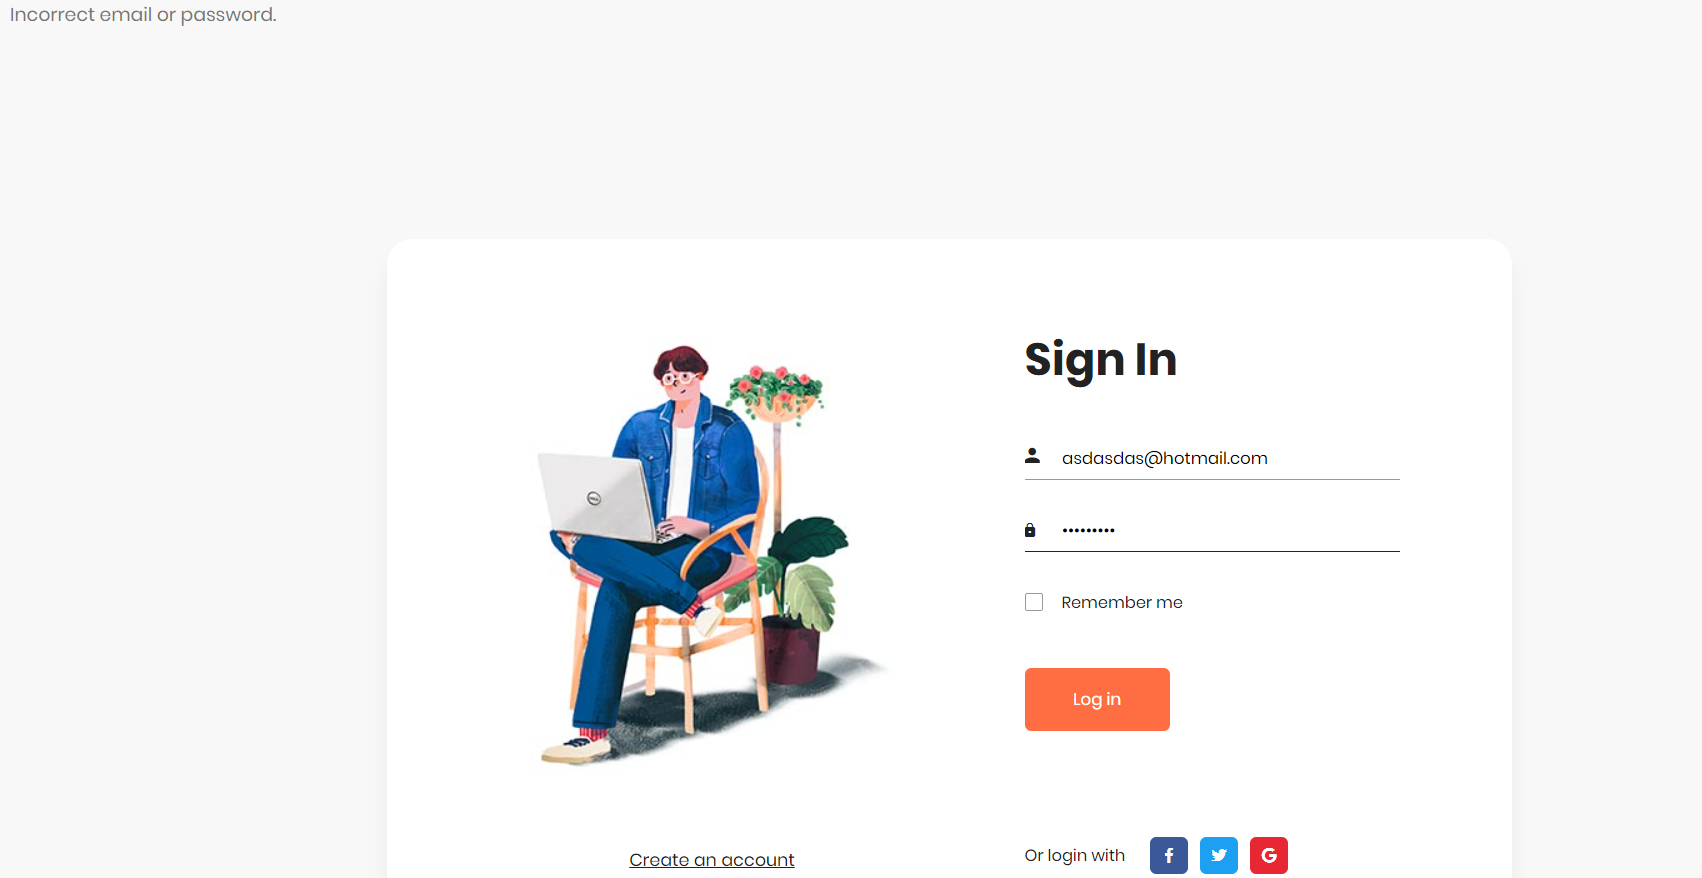 Incorrect email or password.
Sign In
asdasdas@hotmail.com
•••••••••
Remember me
Log in
Create an account
Or login with